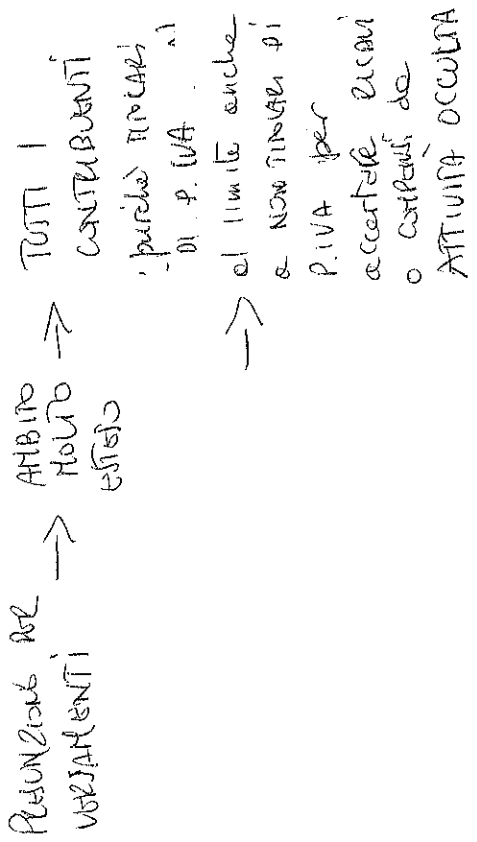 PRESUNZIONE PER
VERSAMENTI
→
AMBITO
MOLTO
ESTESO
→
TUTTI I
CONTRIBUENTI
purché TITOLARI
DI P. IVA
→
al limite anche
a NON TITOLARI DI
P. IVA per
accertare RICAVI
o COMPENSI da
ATTIVITÀ OCCULTA